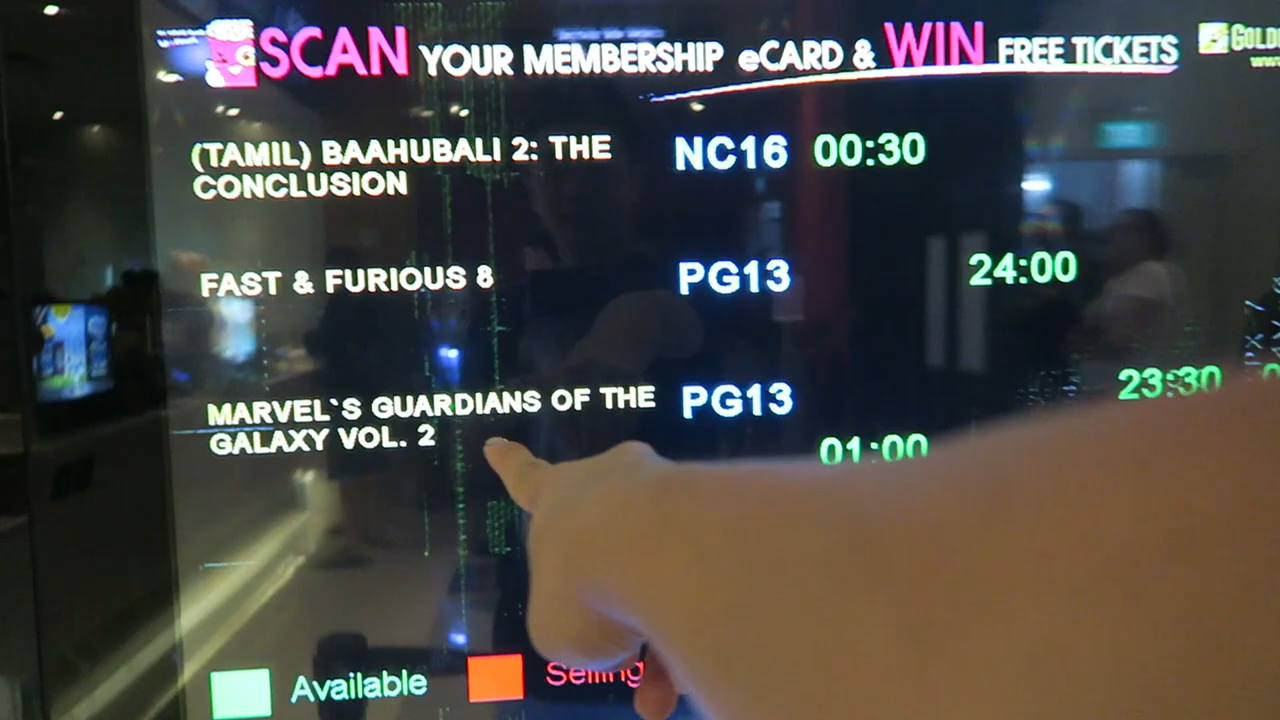 SCAN YOUR MEMBERSHIP eCARD & WIN FREE TICKETS
(TAMIL) BAAHUBALI 2: THE CONCLUSION NC16 00:30
FAST & FURIOUS 8 PG13 24:00
MARVEL`S GUARDIANS OF THE GALAXY VOL. 2 PG13 23:30
01:00
Available Selling